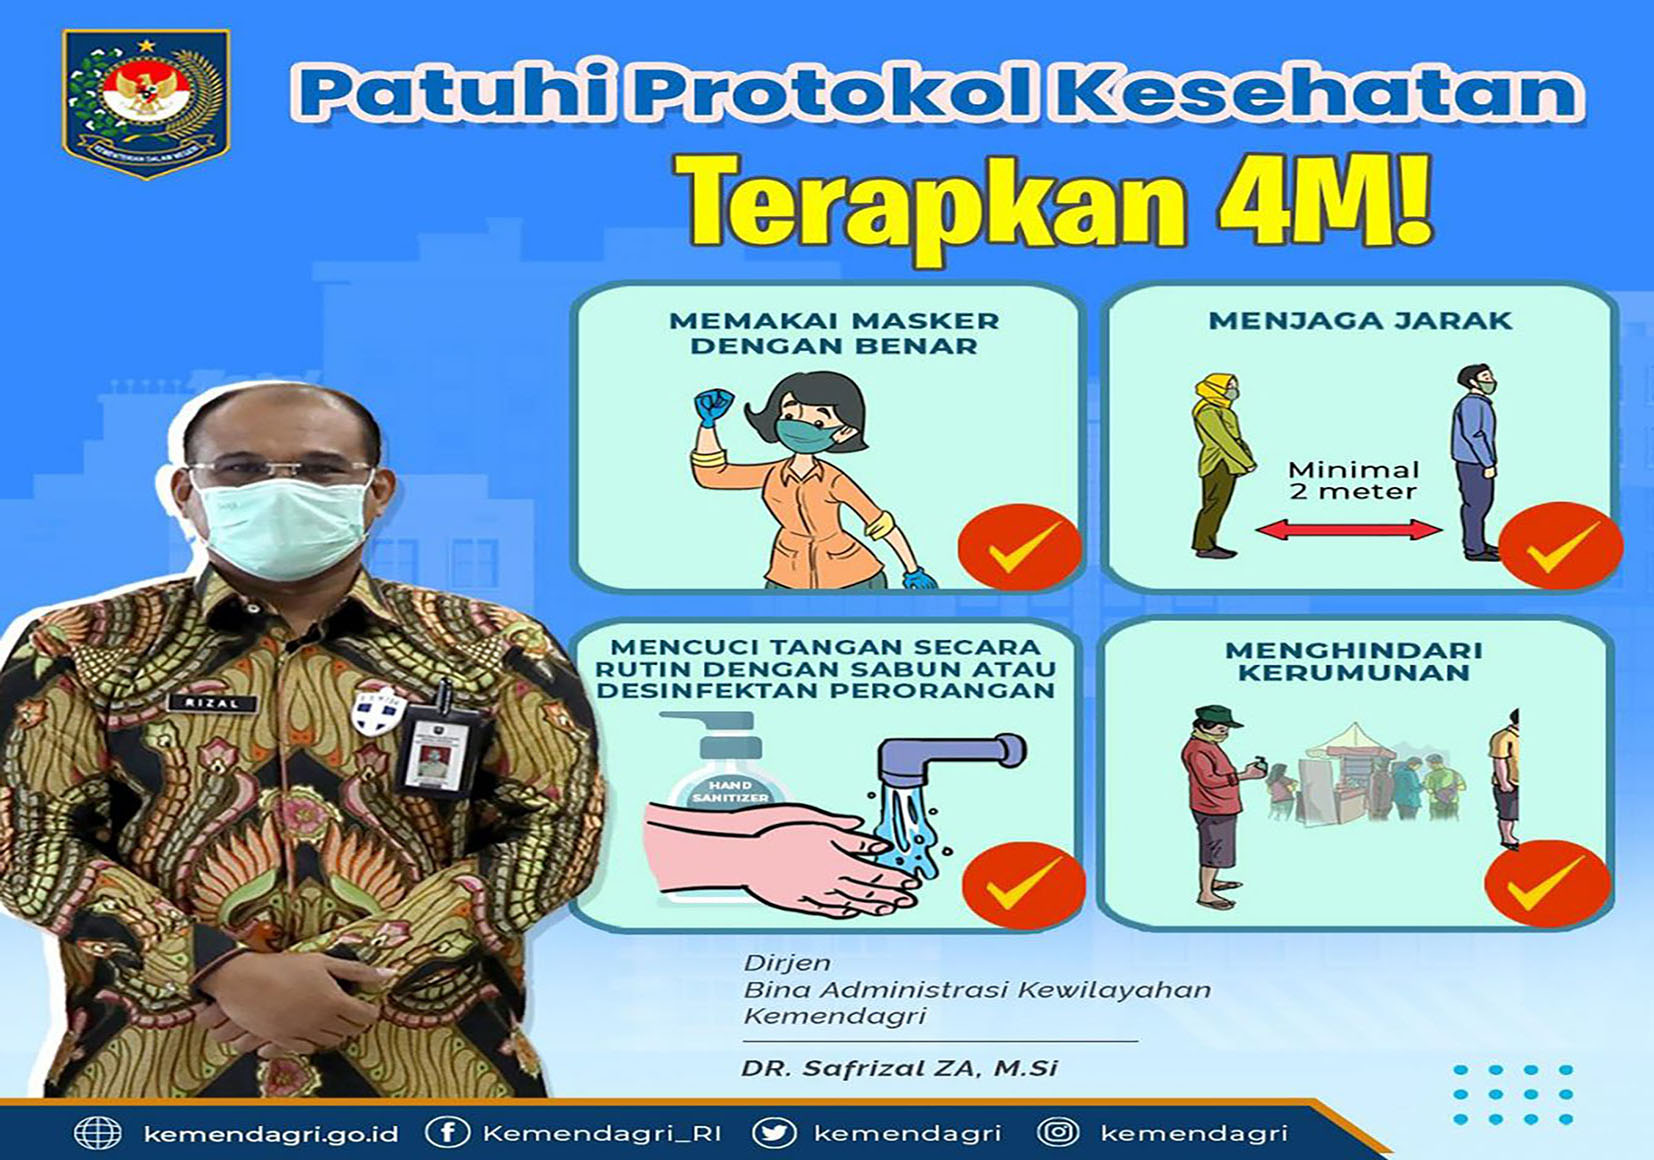 KEMENTERIAN DALAM NEGERI
Patuhi Protokol Kesehatan
Terapkan 4M!
MEMAKAI MASKER
DENGAN BENAR
MENJAGA JARAK
Minimal
2 meter
MENCUCI TANGAN SECARA
RUTIN DENGAN SABUN ATAU
DESINFEKTAN PERORANGAN
HAND
SANITIZER
MENGHINDARI
KERUMUNAN
RIZAL
Dirjen
Bina Administrasi Kewilayahan
Kemendagri
DR. Safrizal ZA, M.Si
kemendagri.go.id
Kemendagri_RI
kemendagri
kemendagri